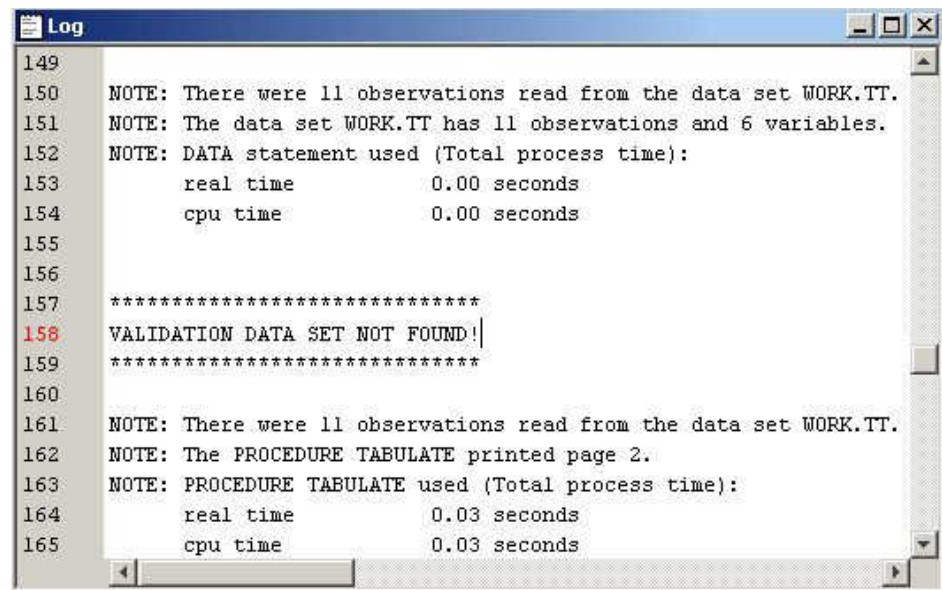 Log
149
150 NOTE: There were 11 observations read from the data set WORK.TT.
151 NOTE: The data set WORK.TT has 11 observations and 6 variables.
152 NOTE: DATA statement used (Total process time):
153 real time 0.00 seconds
154 cpu time 0.00 seconds
155
156
157 ******************************
158 VALIDATION DATA SET NOT FOUND!
159 ******************************
160
161 NOTE: There were 11 observations read from the data set WORK.TT.
162 NOTE: The PROCEDURE TABULATE printed page 2.
163 NOTE: PROCEDURE TABULATE used (Total process time):
164 real time 0.03 seconds
165 cpu time 0.03 seconds